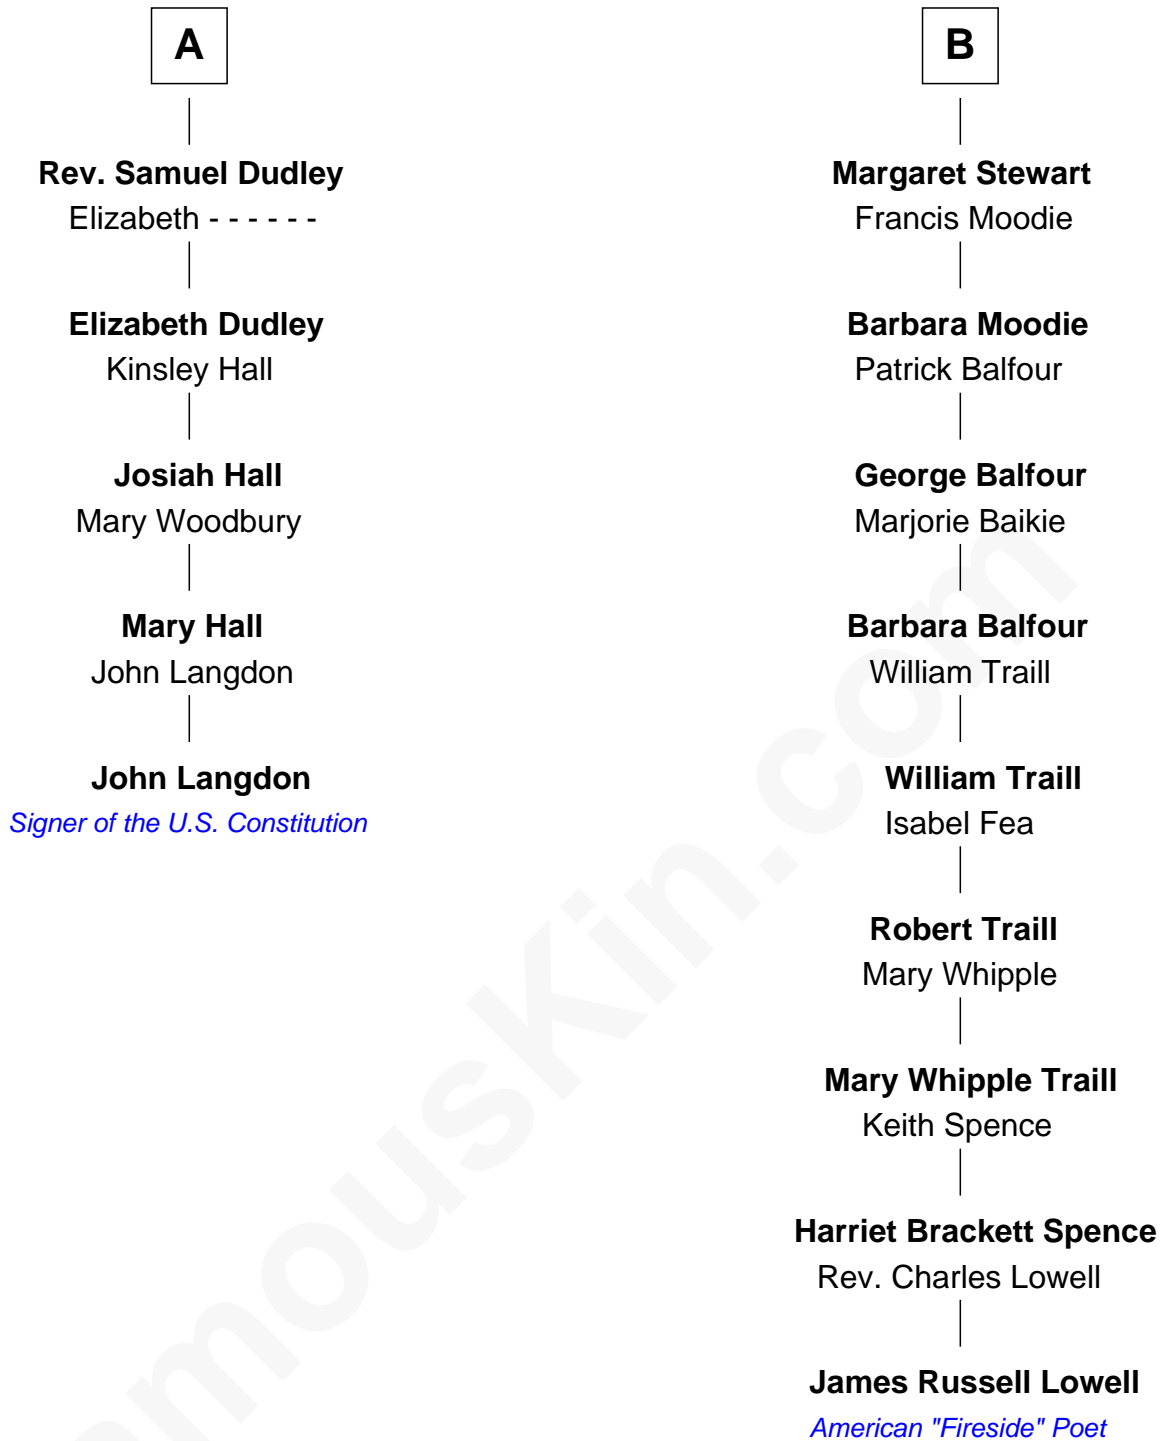 A
Rev. Samuel Dudley
Elizabeth - - - - - -
Elizabeth Dudley
Kinsley Hall
Josiah Hall
Mary Woodbury
Mary Hall
John Langdon
John Langdon
Signer of the U.S. Constitution
B
Margaret Stewart
Francis Moodie
Barbara Moodie
Patrick Balfour
George Balfour
Marjorie Baikie
Barbara Balfour
William Traill
William Traill
Isabel Fea
Robert Traill
Mary Whipple
Mary Whipple Traill
Keith Spence
Harriet Brackett Spence
Rev. Charles Lowell
James Russell Lowell
American "Fireside" Poet
amouskin.com